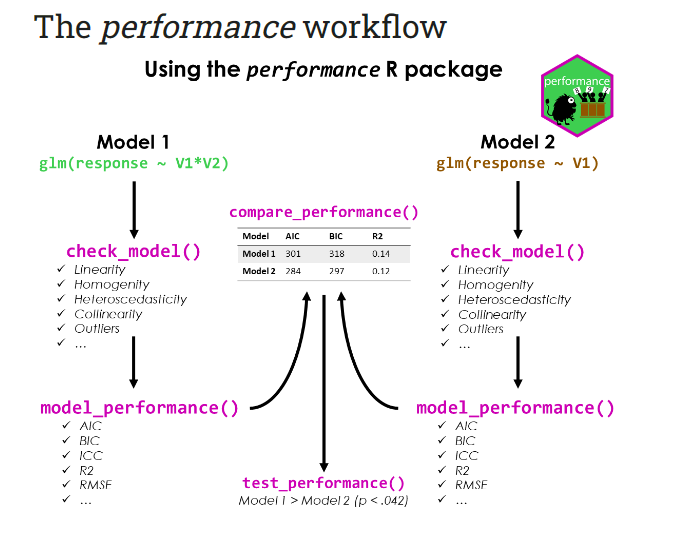 The performance workflow
Using the performance R package
performance
Model 1
glm(response ~ V1*V2)
check_model()
✓ Linearity
✓ Homogenity
✓ Heteroscedasticity
✓ Collinearity
✓ Outliers
✓ ...
model_performance()
✓ AIC
✓ BIC
✓ ICC
✓ R2
✓ RMSE
✓ ...
compare_performance()
Model AIC BIC R2
Model 1 301 318 0.14
Model 2 284 297 0.12
test_performance()
Model 1 > Model 2 (p < .042)
Model 2
glm(response ~ V1)
check_model()
✓ Linearity
✓ Homogenity
✓ Heteroscedasticity
✓ Collinearity
✓ Outliers
✓ ...
model_performance()
✓ AIC
✓ BIC
✓ ICC
✓ R2
✓ RMSE
✓ ...